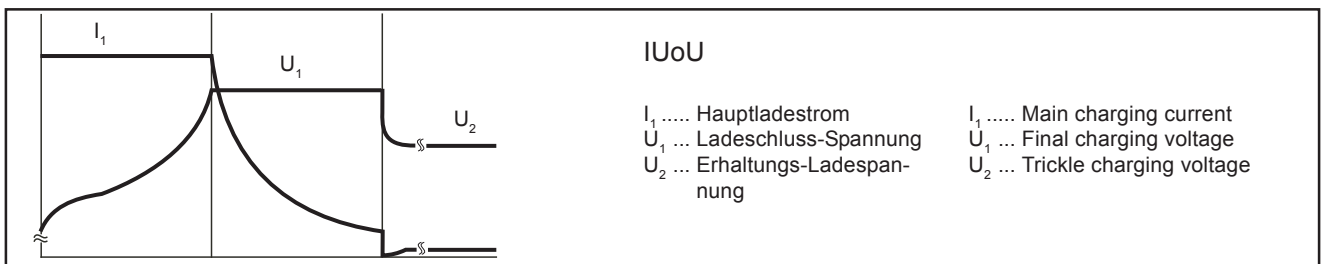 I₁
U₁
U₂
IUoU
I₁ ..... Hauptladestrom
U₁ ... Ladeschluss-Spannung
U₂ ... Erhaltungs-Ladespan-
nung
I₁ ..... Main charging current
U₁ ... Final charging voltage
U₂ ... Trickle charging voltage